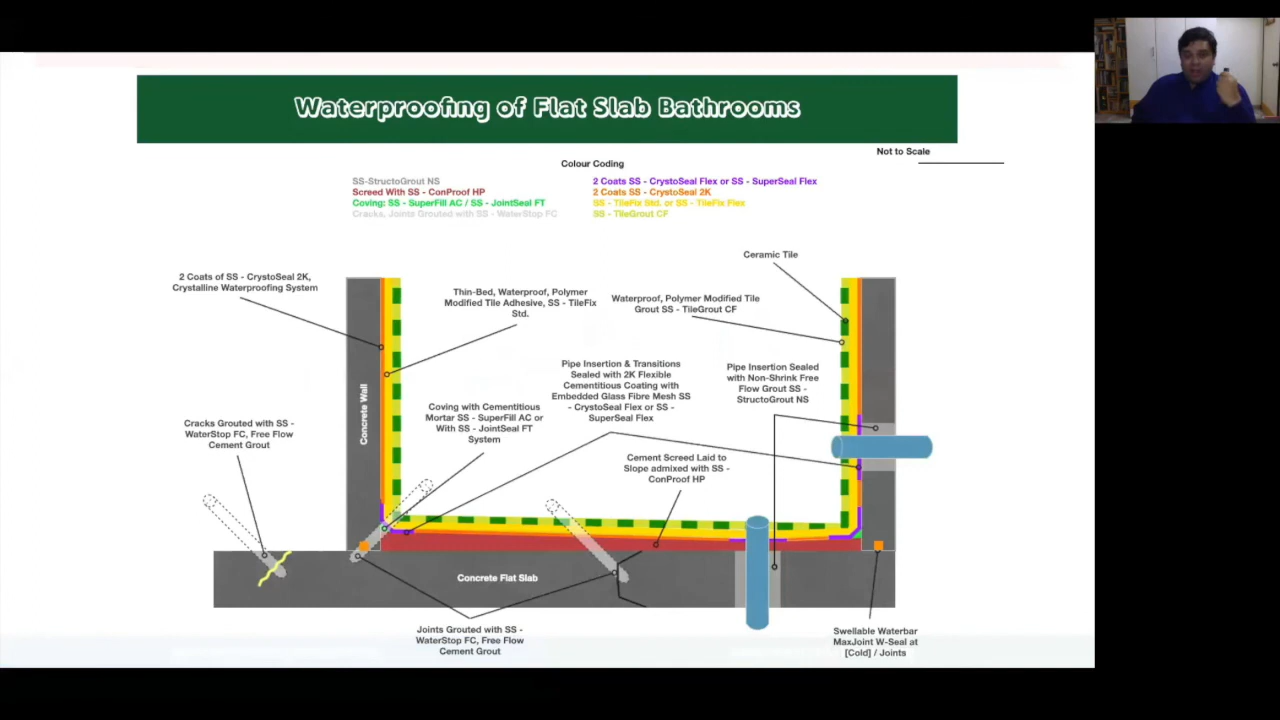 Waterproofing of Flat Slab Bathrooms
Not to Scale
Colour Coding
SS-StructoGrout NS
Screed With SS - ConProof HP
Coving: SS - SuperFill AC / SS - JointSeal FT
Cracks, Joints Grouted with SS - WaterStop FC
2 Coats SS - CrystoSeal Flex or SS - SuperSeal Flex
2 Coats SS - CrystoSeal 2K
SS - TileFix Std. or SS - TileFix Flex
SS - TileGrout CF
Ceramic Tile
2 Coats of SS - CrystoSeal 2K,
Crystalline Waterproofing System
Thin-Bed, Waterproof, Polymer
Modified Tile Adhesive, SS - TileFix
Std.
Waterproof, Polymer Modified Tile
Grout SS - TileGrout CF
Pipe Insertion & Transitions
Sealed with 2K Flexible
Cementitious Coating with
Embedded Glass Fibre Mesh SS
- CrystoSeal Flex or SS -
SuperSeal Flex
Pipe Insertion Sealed
with Non-Shrink Free
Flow Grout SS -
StructoGrout NS
Concrete Wall
Coving with Cementitious
Mortar SS - SuperFill AC or
With SS - JointSeal FT
System
Cracks Grouted with SS -
WaterStop FC, Free Flow
Cement Grout
Cement Screed Laid to
Slope admixed with SS -
ConProof HP
Concrete Flat Slab
Joints Grouted with SS -
WaterStop FC, Free Flow
Cement Grout
Swellable Waterbar
MaxJoint W-Seal at
[Cold] / Joints